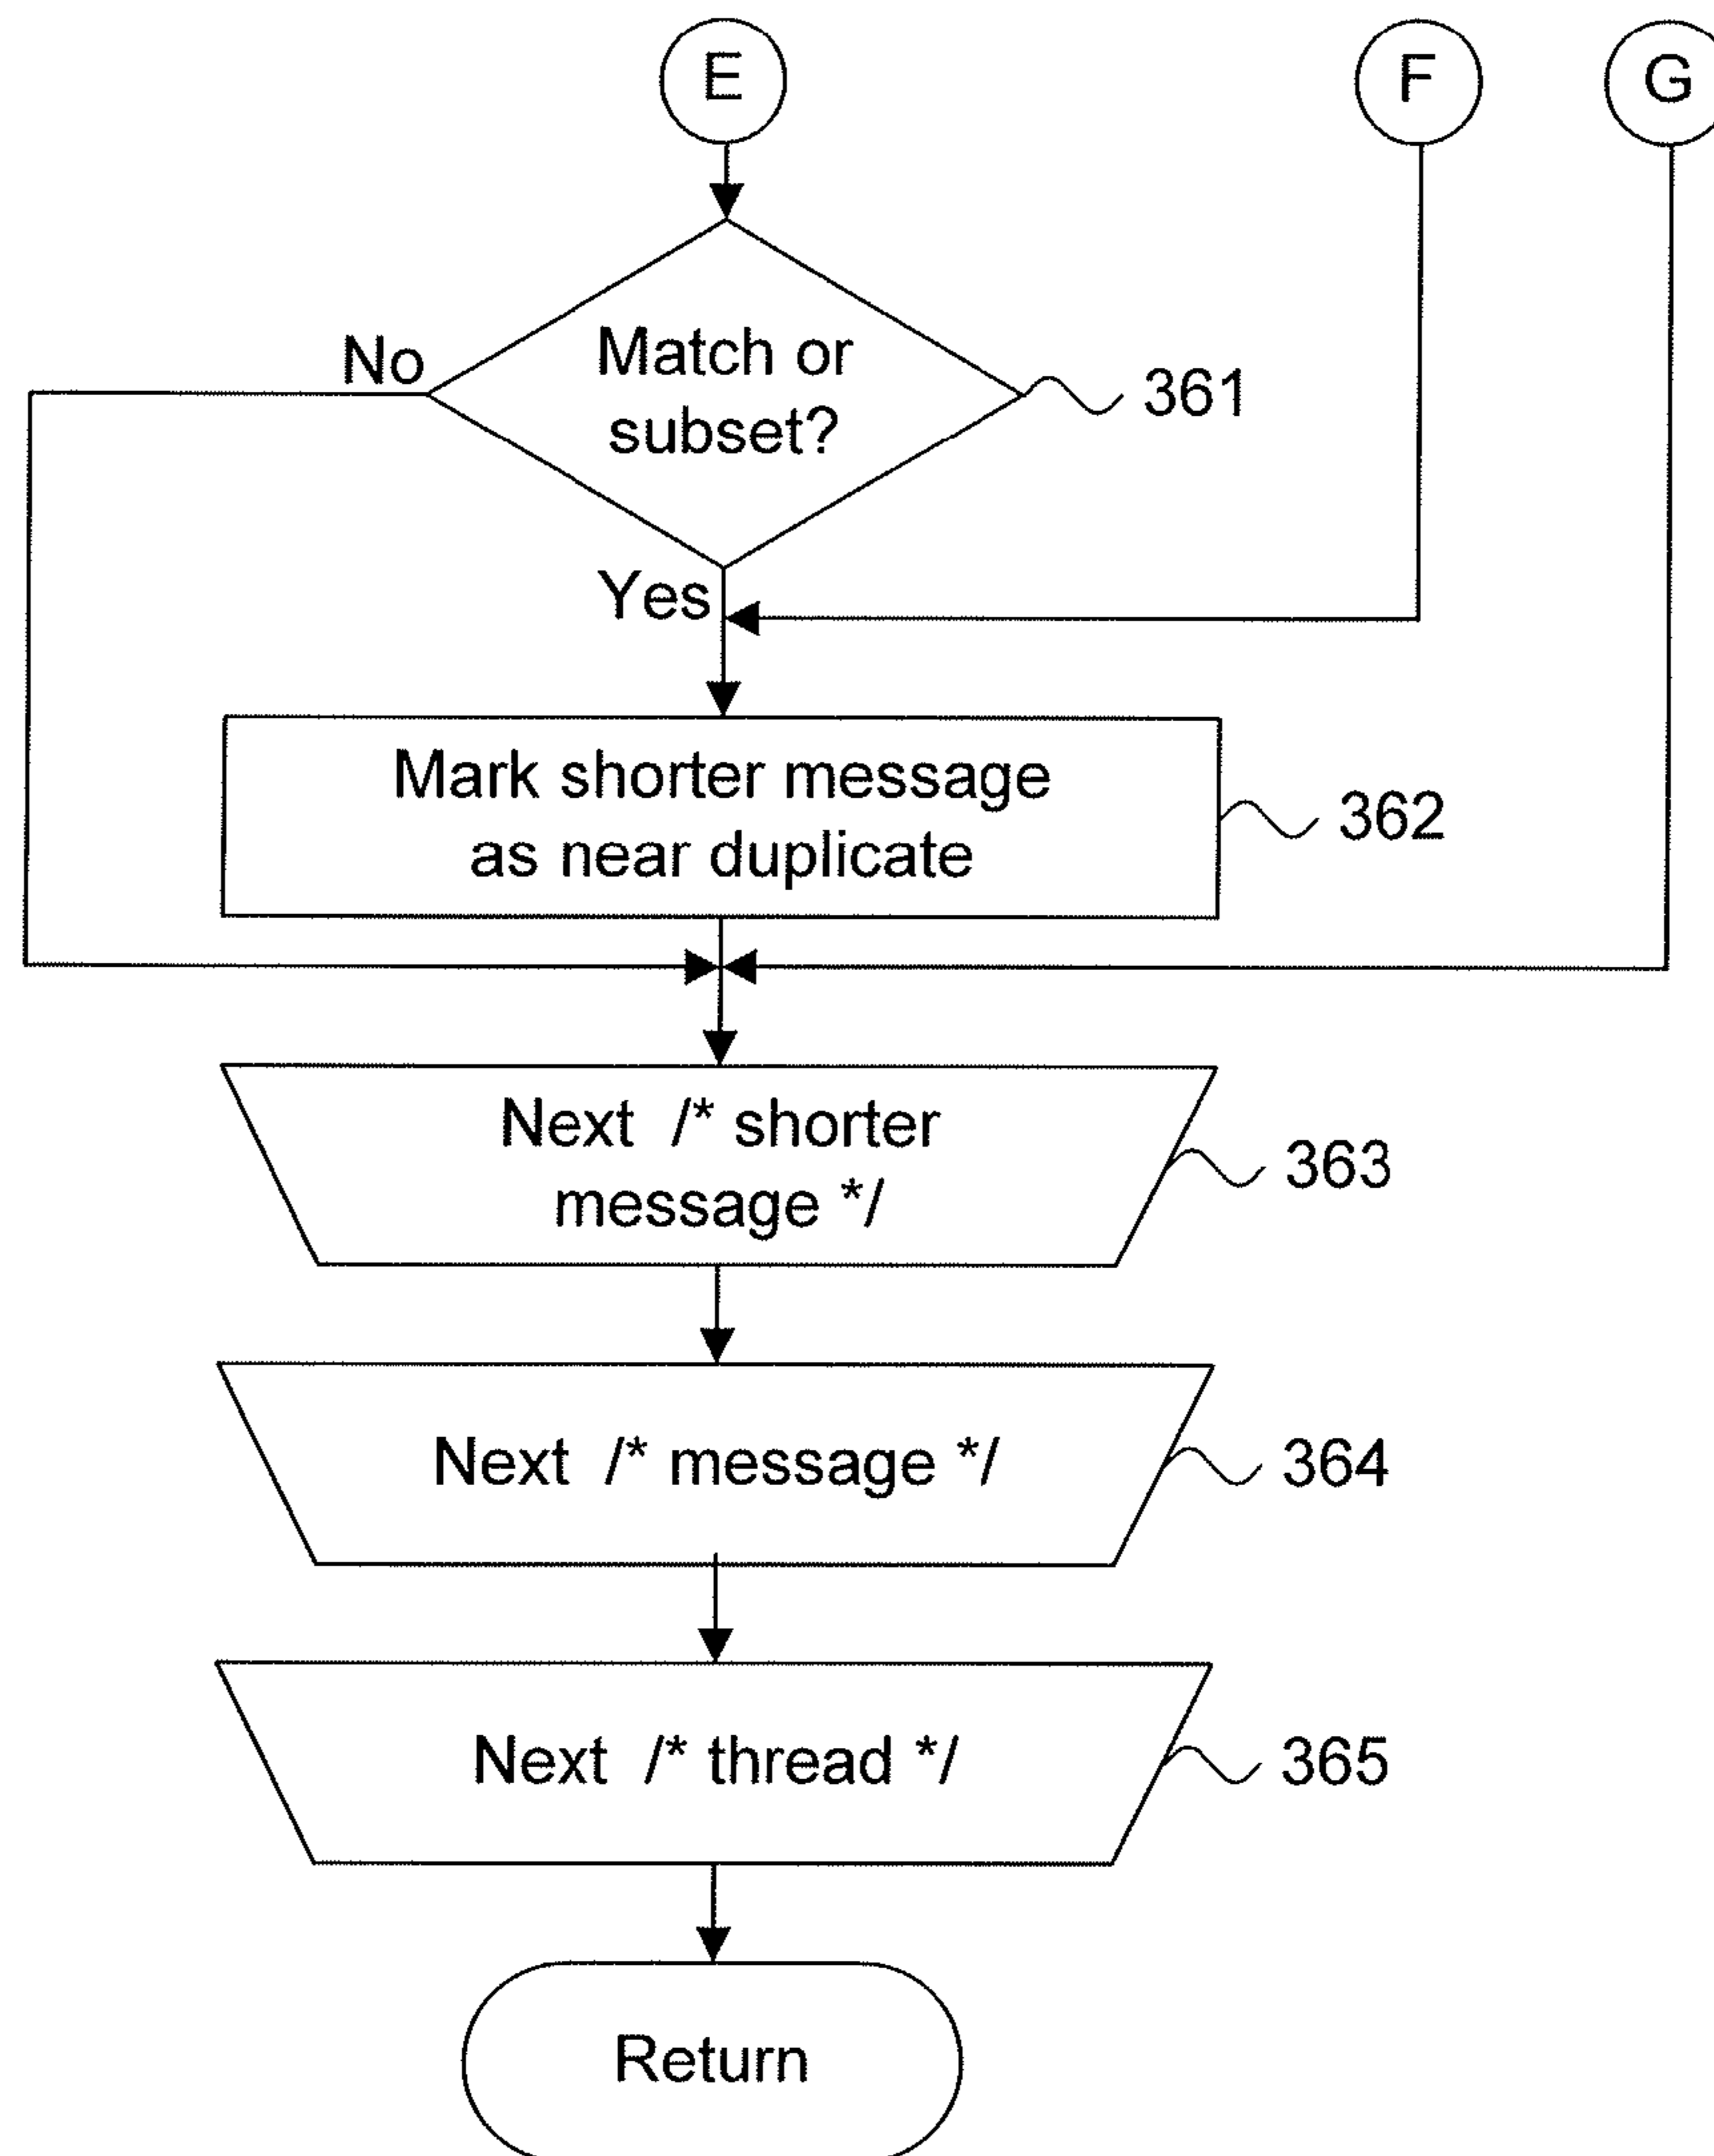 E
F
G
No
Match or
subset?
361
Yes
Mark shorter message
as near duplicate
362
Next /* shorter
message */
363
Next /* message */
364
Next /* thread */
365
Return